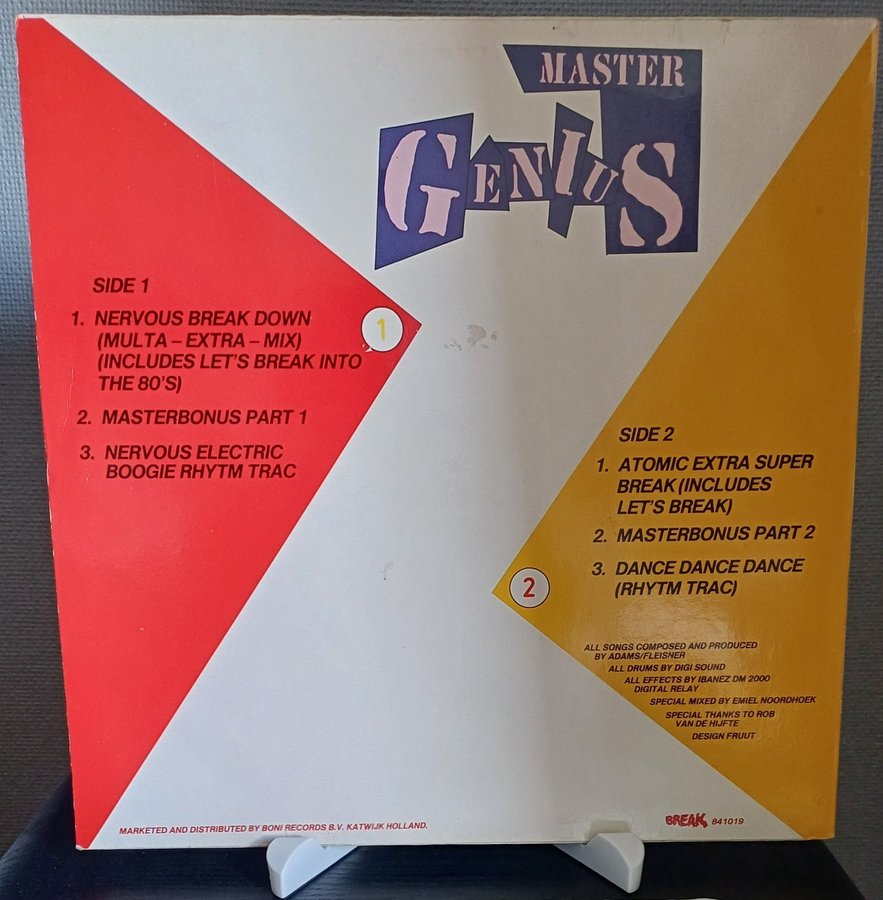 MASTER
GENIUS
SIDE 1
1. NERVOUS BREAK DOWN
(MULTA – EXTRA – MIX)
(INCLUDES LET'S BREAK INTO
THE 80'S)
2. MASTERBONUS PART 1
3. NERVOUS ELECTRIC
BOOGIE RHYTM TRAC
1
SIDE 2
1. ATOMIC EXTRA SUPER
BREAK (INCLUDES
LET'S BREAK)
2. MASTERBONUS PART 2
3. DANCE DANCE DANCE
(RHYTM TRAC)
2
ALL SONGS COMPOSED AND PRODUCED
BY ADAMS/FLEISNER
ALL DRUMS BY DIGI SOUND
ALL EFFECTS BY IBANEZ DM 2000
DIGITAL RELAY
SPECIAL MIXED BY EMIEL NOORDHOEK
SPECIAL THANKS TO ROB
VAN DE HIJFTE
DESIGN FRUUT
MARKETED AND DISTRIBUTED BY BONI RECORDS B.V. KATWIJK HOLLAND.
BREAK 841019